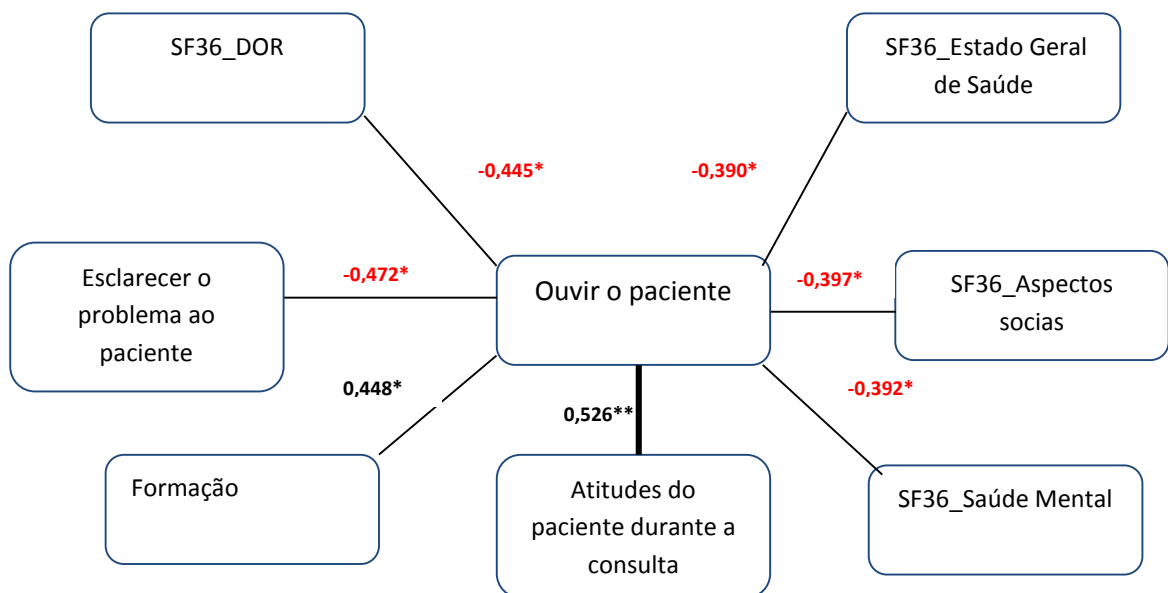 SF36_DOR
SF36_Estado Geral
de Saúde
-0,445*
-0,390*
Esclarecer o
problema ao
paciente
-0,472*
Ouvir o paciente
-0,397*
SF36_Aspectos
socias
0,448*
0,526**
-0,392*
Formação
Atitudes do
paciente durante a
consulta
SF36_Saúde Mental